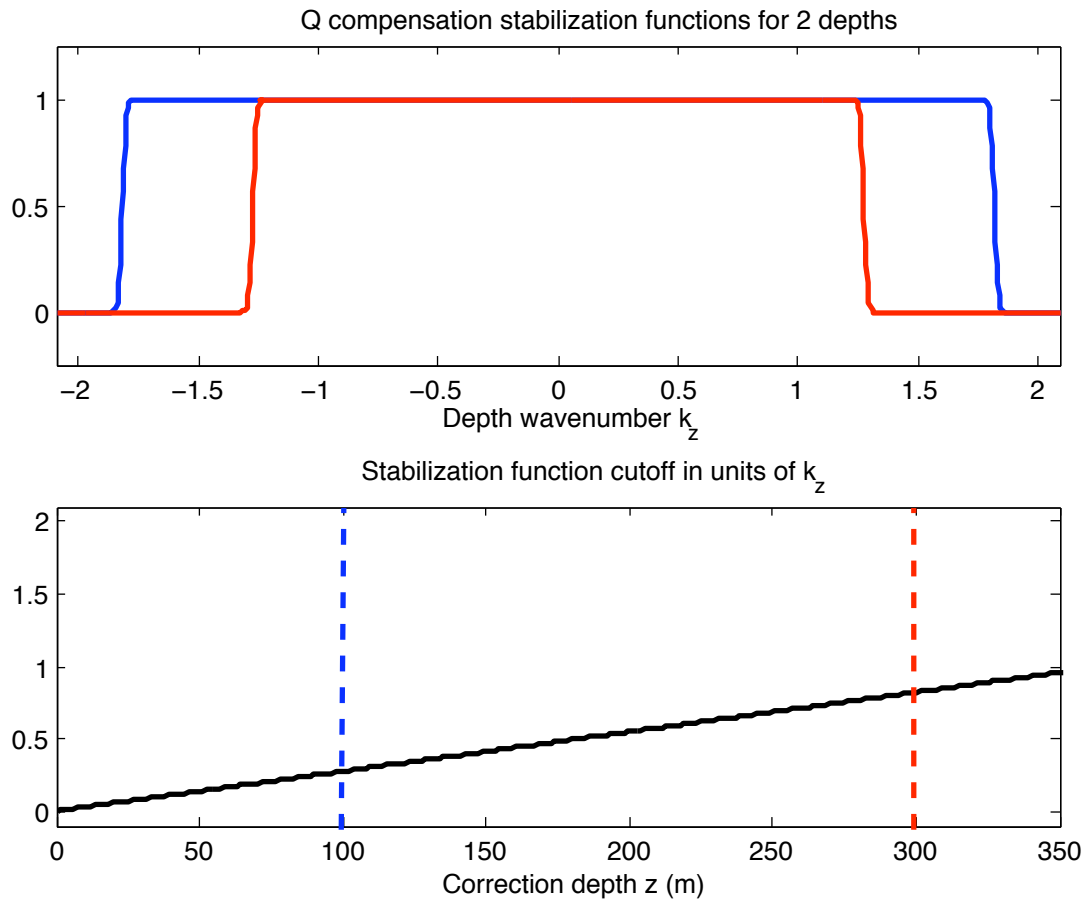 Q compensation stabilization functions for 2 depths
1
0.5
0
−2 −1.5 −1 −0.5 0 0.5 1 1.5 2
Depth wavenumber k_z
Stabilization function cutoff in units of k_z
2
1.5
1
0.5
0
0 50 100 150 200 250 300 350
Correction depth z (m)